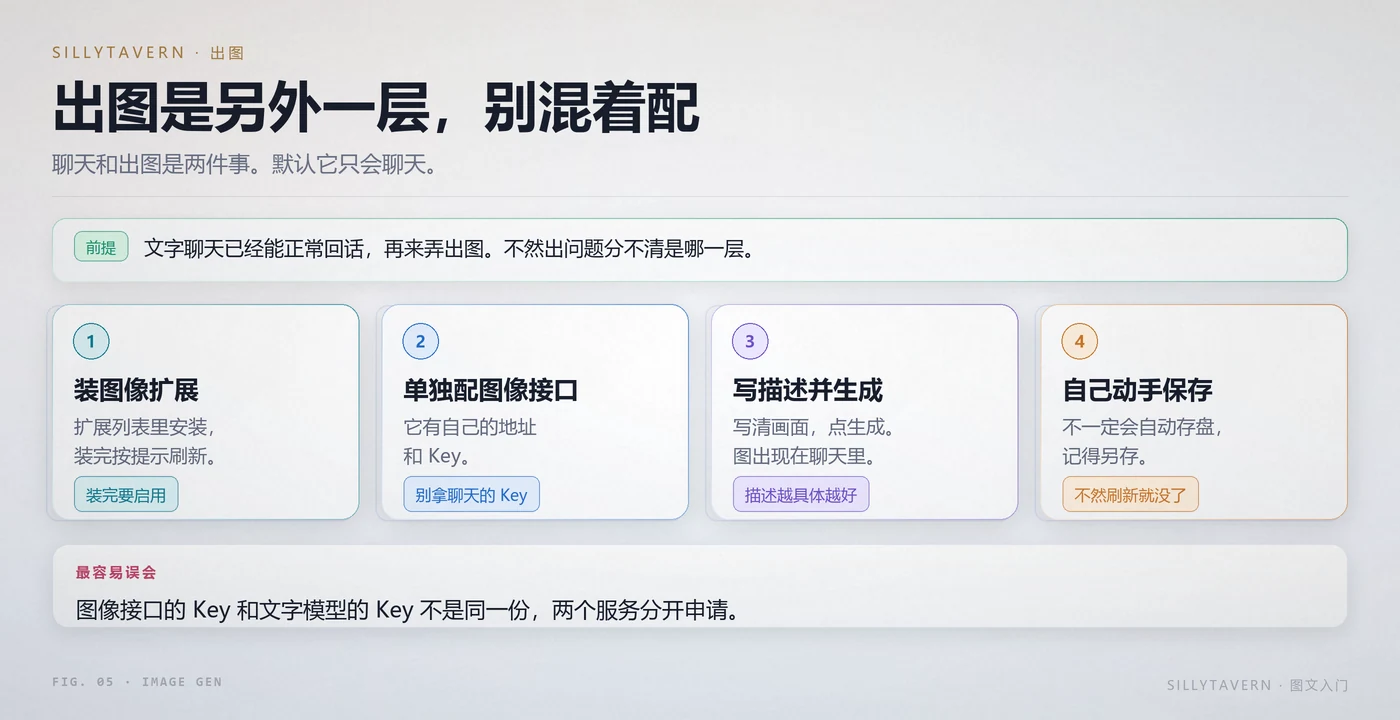 SILLYTAVERN · 出图
出图是另外一层，别混着配
聊天和出图是两件事。默认它只会聊天。
前提 文字聊天已经能正常回话，再来弄出图。不然出问题分不清是哪一层。
1
装图像扩展
扩展列表里安装，
装完按提示刷新。
装完要启用
2
单独配图像接口
它有自己的地址
和 Key。
别拿聊天的 Key
3
写描述并生成
写清画面，点生成。
图出现在聊天里。
描述越具体越好
4
自己动手保存
不一定会自动存盘，
记得另存。
不然刷新就没了
最容易误会
图像接口的 Key 和文字模型的 Key 不是同一份，两个服务分开申请。
FIG. 05 · IMAGE GEN
SILLYTAVERN · 图文入门